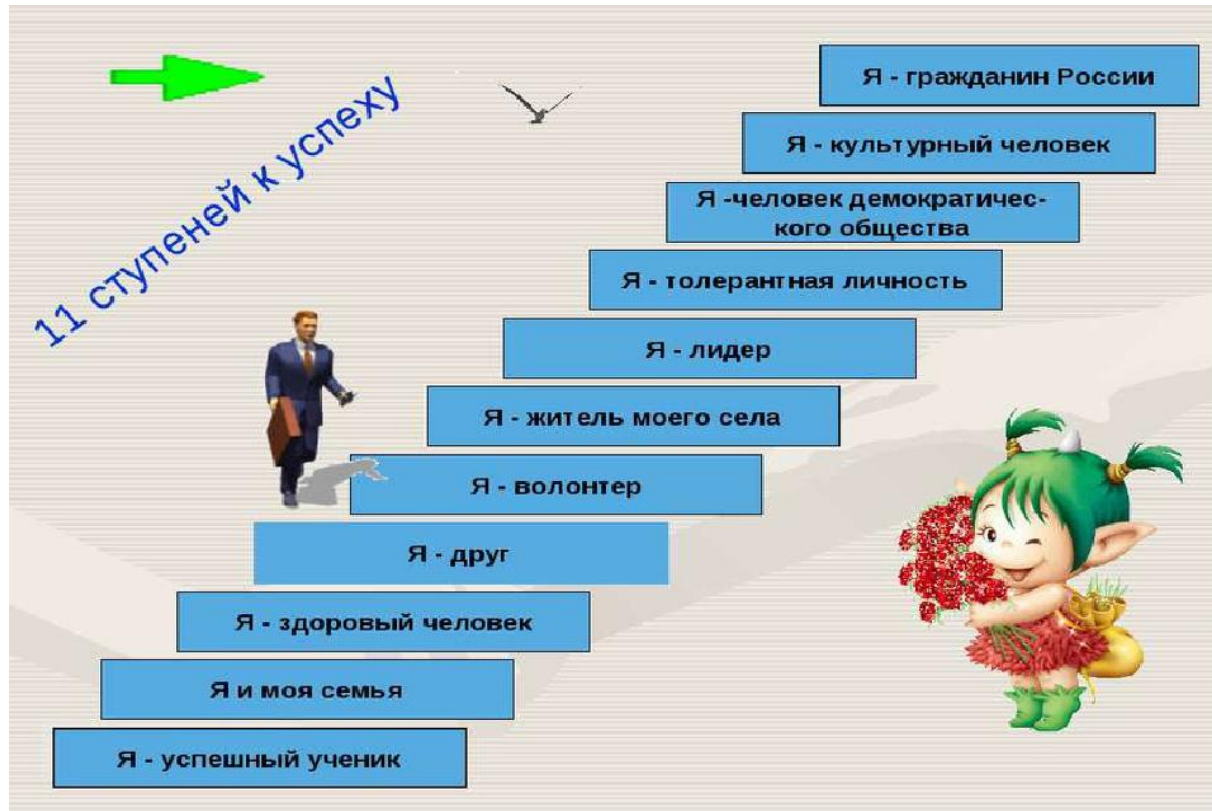 11 ступеней к успеху
Я - гражданин России
Я - культурный человек
Я -человек демократичес-
кого общества
Я - толерантная личность
Я - лидер
Я - житель моего села
Я - волонтер
Я - друг
Я - здоровый человек
Я и моя семья
Я - успешный ученик